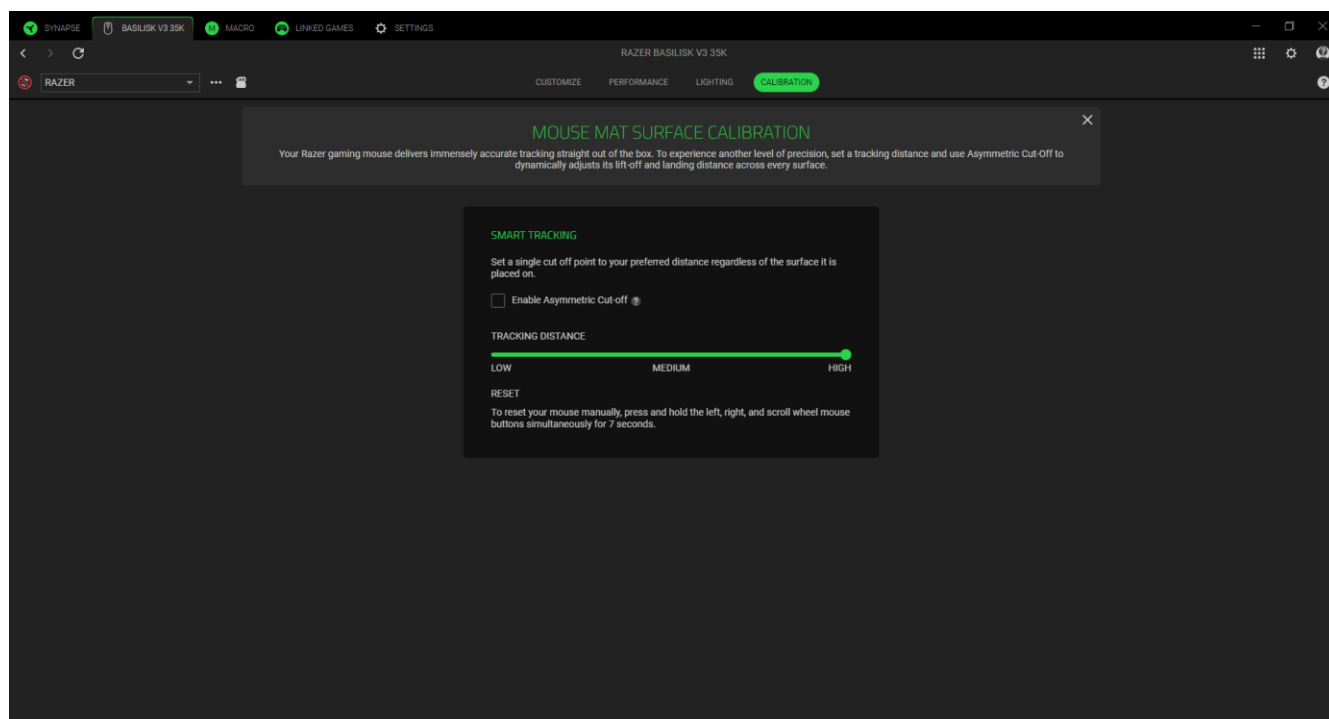 SYNAPSE BASILISK V3 35K M MACRO LINKED GAMES SETTINGS
RAZER BASILISK V3 35K
RAZER CUSTOMIZE PERFORMANCE LIGHTING CALIBRATION
MOUSE MAT SURFACE CALIBRATION
Your Razer gaming mouse delivers immensely accurate tracking straight out of the box. To experience another level of precision, set a tracking distance and use Asymmetric Cut-Off to
dynamically adjusts its lift-off and landing distance across every surface.
SMART TRACKING
Set a single cut off point to your preferred distance regardless of the surface it is
placed on.
Enable Asymmetric Cut-off ?
TRACKING DISTANCE
LOW MEDIUM HIGH
RESET
To reset your mouse manually, press and hold the left, right, and scroll wheel mouse
buttons simultaneously for 7 seconds.